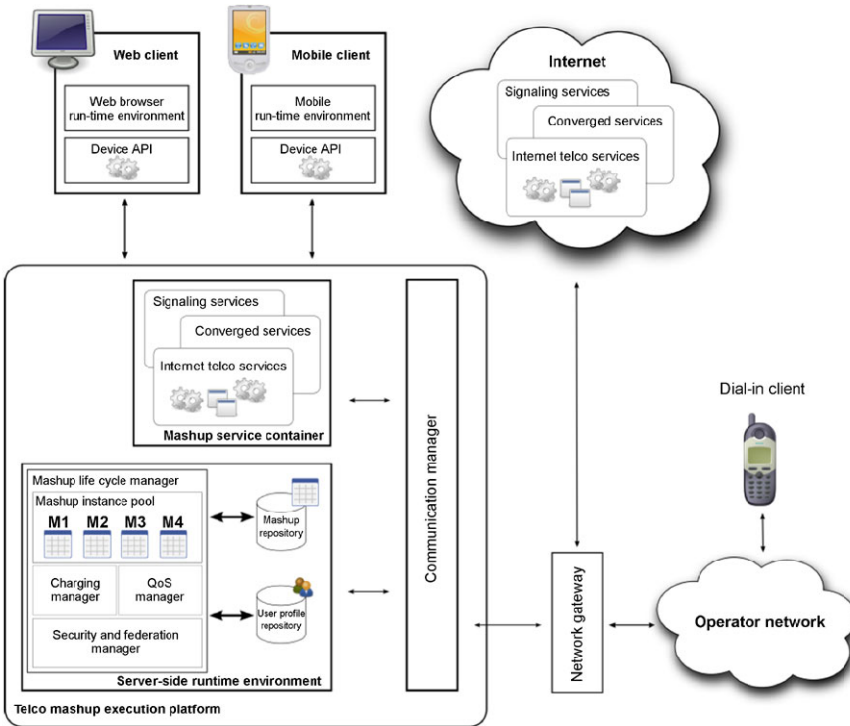 Web client
Web browser
run-time environment
Device API
Mobile client
Mobile
run-time environment
Device API
Internet
Signaling services
Converged services
Internet telco services
Signaling services
Converged services
Internet telco services
Mashup service container
Communication manager
Mashup life cycle manager
Mashup instance pool
M1 M2 M3 M4
Charging
manager
QoS
manager
Security and federation
manager
Mashup
repository
User profile
repository
Server-side runtime environment
Telco mashup execution platform
Network gateway
Dial-in client
Operator network